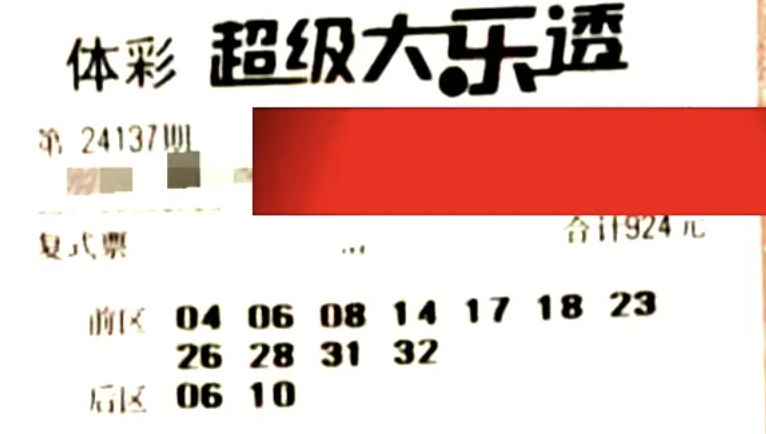 体彩 超级大乐透
第 24137期
复式票 ... 合计924元
前区 04 06 08 14 17 18 23
26 28 31 32
后区 06 10